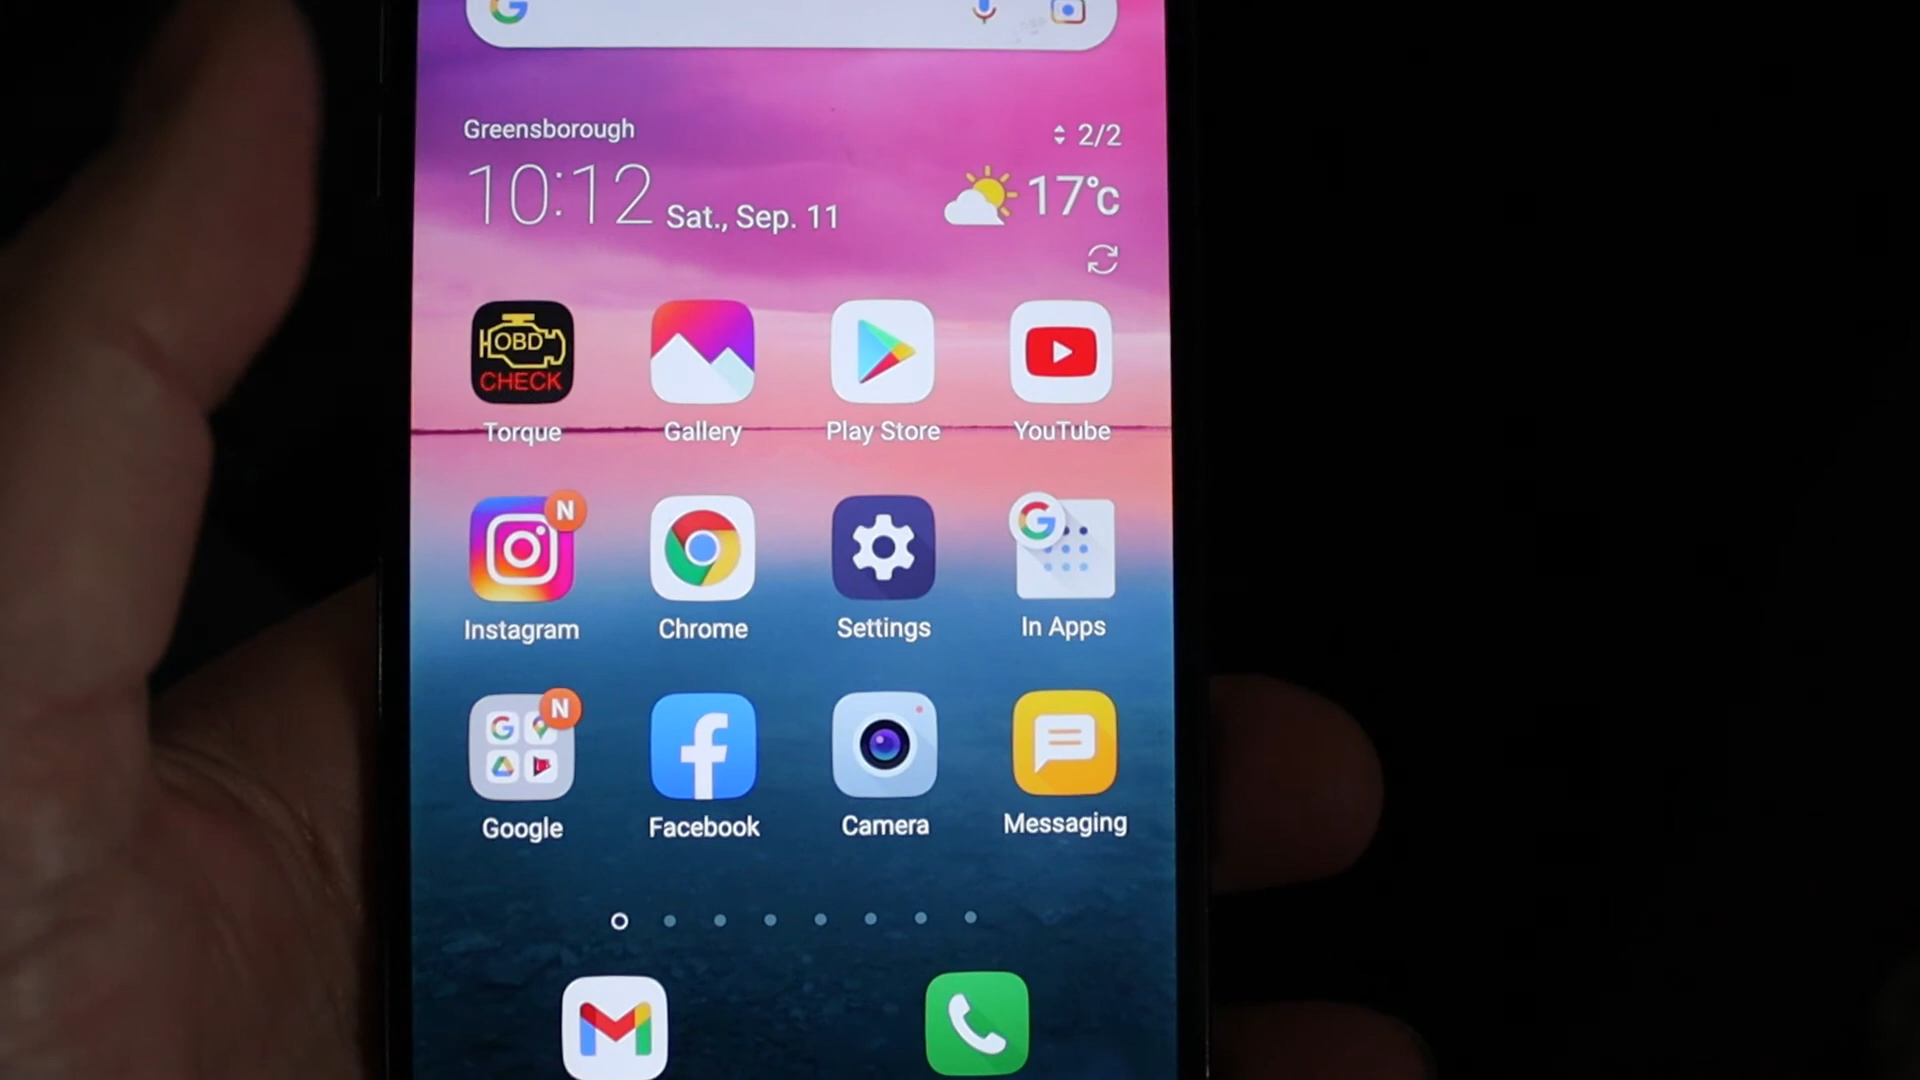 Greensborough
2/2
10:12 Sat., Sep. 11
17°c
OBD
CHECK
Torque
Gallery
Play Store
YouTube
N
Instagram
Chrome
Settings
In Apps
N
Google
Facebook
Camera
Messaging